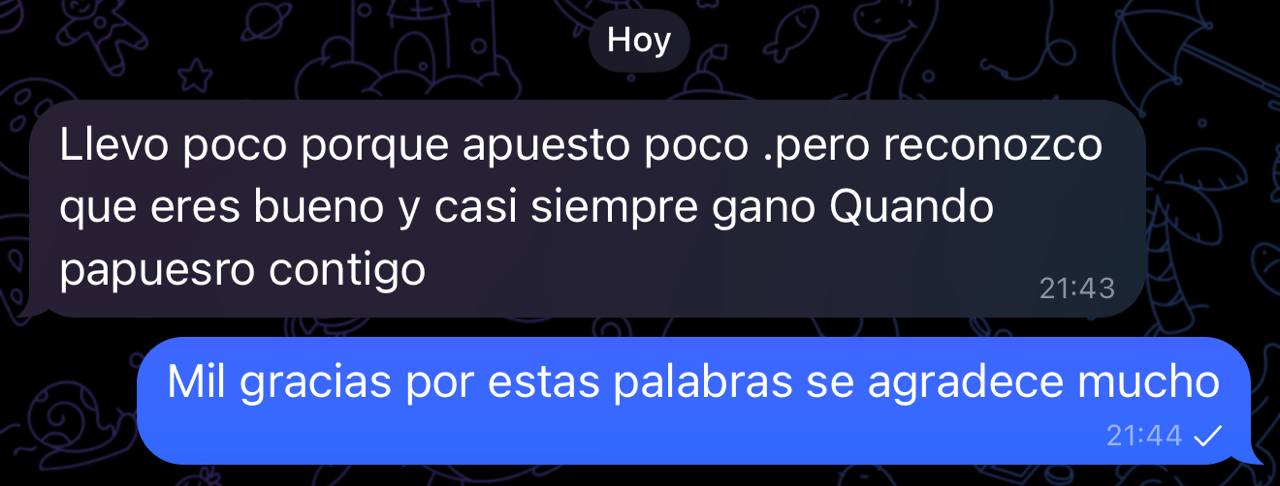 Hoy
Llevo poco porque apuesto poco .pero reconozco
que eres bueno y casi siempre gano Quando
papuesro contigo
21:43
Mil gracias por estas palabras se agradece mucho
21:44